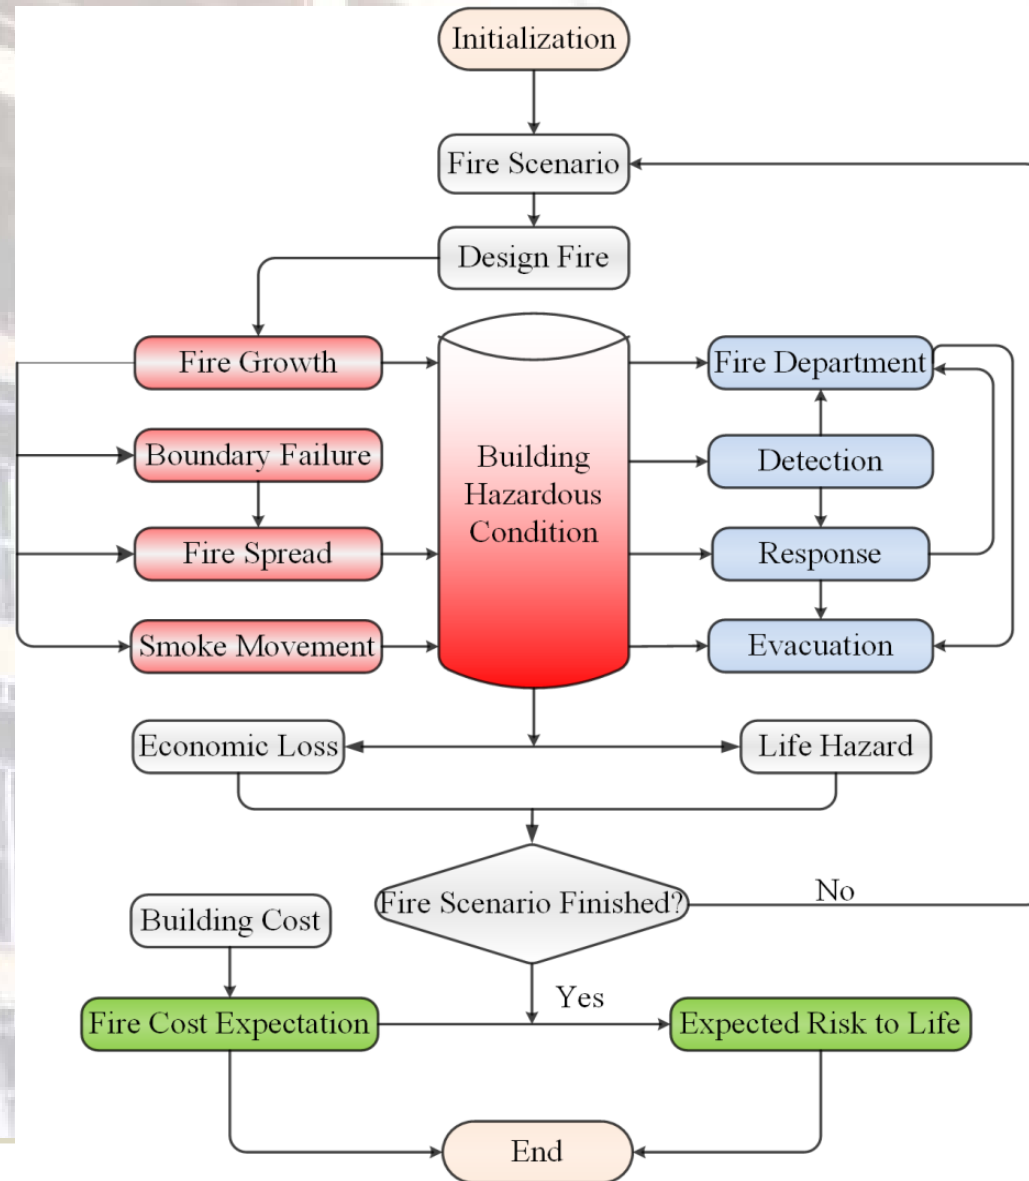 Initialization
Fire Scenario
Design Fire
Fire Growth
Boundary Failure
Fire Spread
Smoke Movement
Building
Hazardous
Condition
Fire Department
Detection
Response
Evacuation
Economic Loss
Life Hazard
Fire Scenario Finished?
No
Building Cost
Yes
Fire Cost Expectation
Expected Risk to Life
End